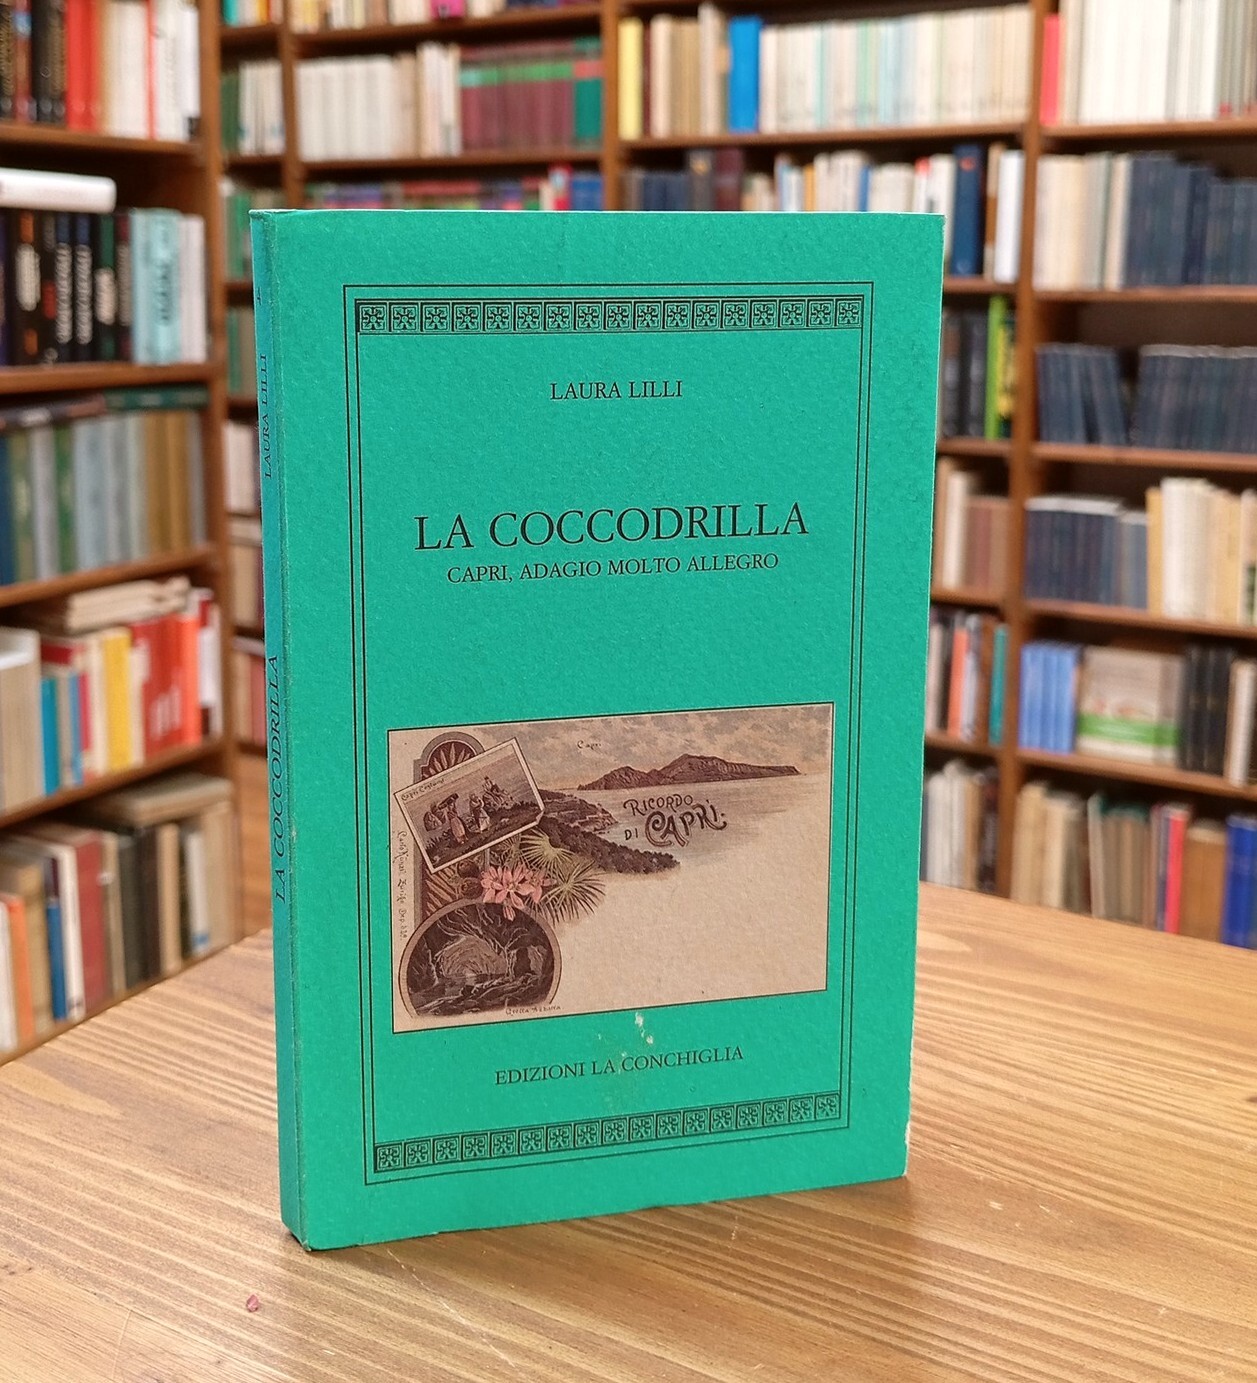 LAURA LILLI
LA COCCODRILLA
CAPRI, ADAGIO MOLTO ALLEGRO
Capri
RICORDO
DI CAPRI
EDIZIONI LA CONCHIGLIA
LAURA LILLI
LA COCCODRILLA